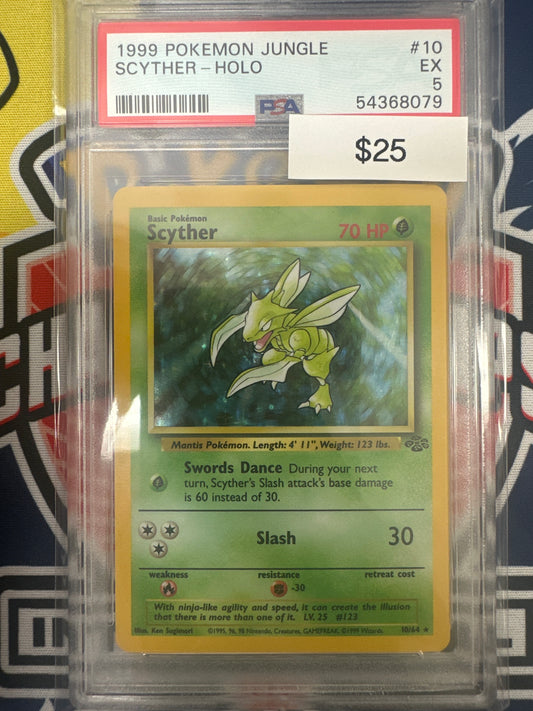 1999 POKEMON JUNGLE #10
SCYTHER – HOLO EX
5
PSA 54368079
$25
Basic Pokémon
Scyther 70 HP
Mantis Pokémon. Length: 4' 11", Weight: 123 lbs.
Swords Dance During your next
turn, Scyther's Slash attack's base damage
is 60 instead of 30.
Slash 30
weakness resistance retreat cost
-30
With ninja-like agility and speed, it can create the illusion
that there is more than one of it. LV. 25 #123
Illus. Ken Sugimori ©1995, 96, 98 Nintendo, Creatures, GAMEFREAK. ©1999 Wizards. 10/64 ★